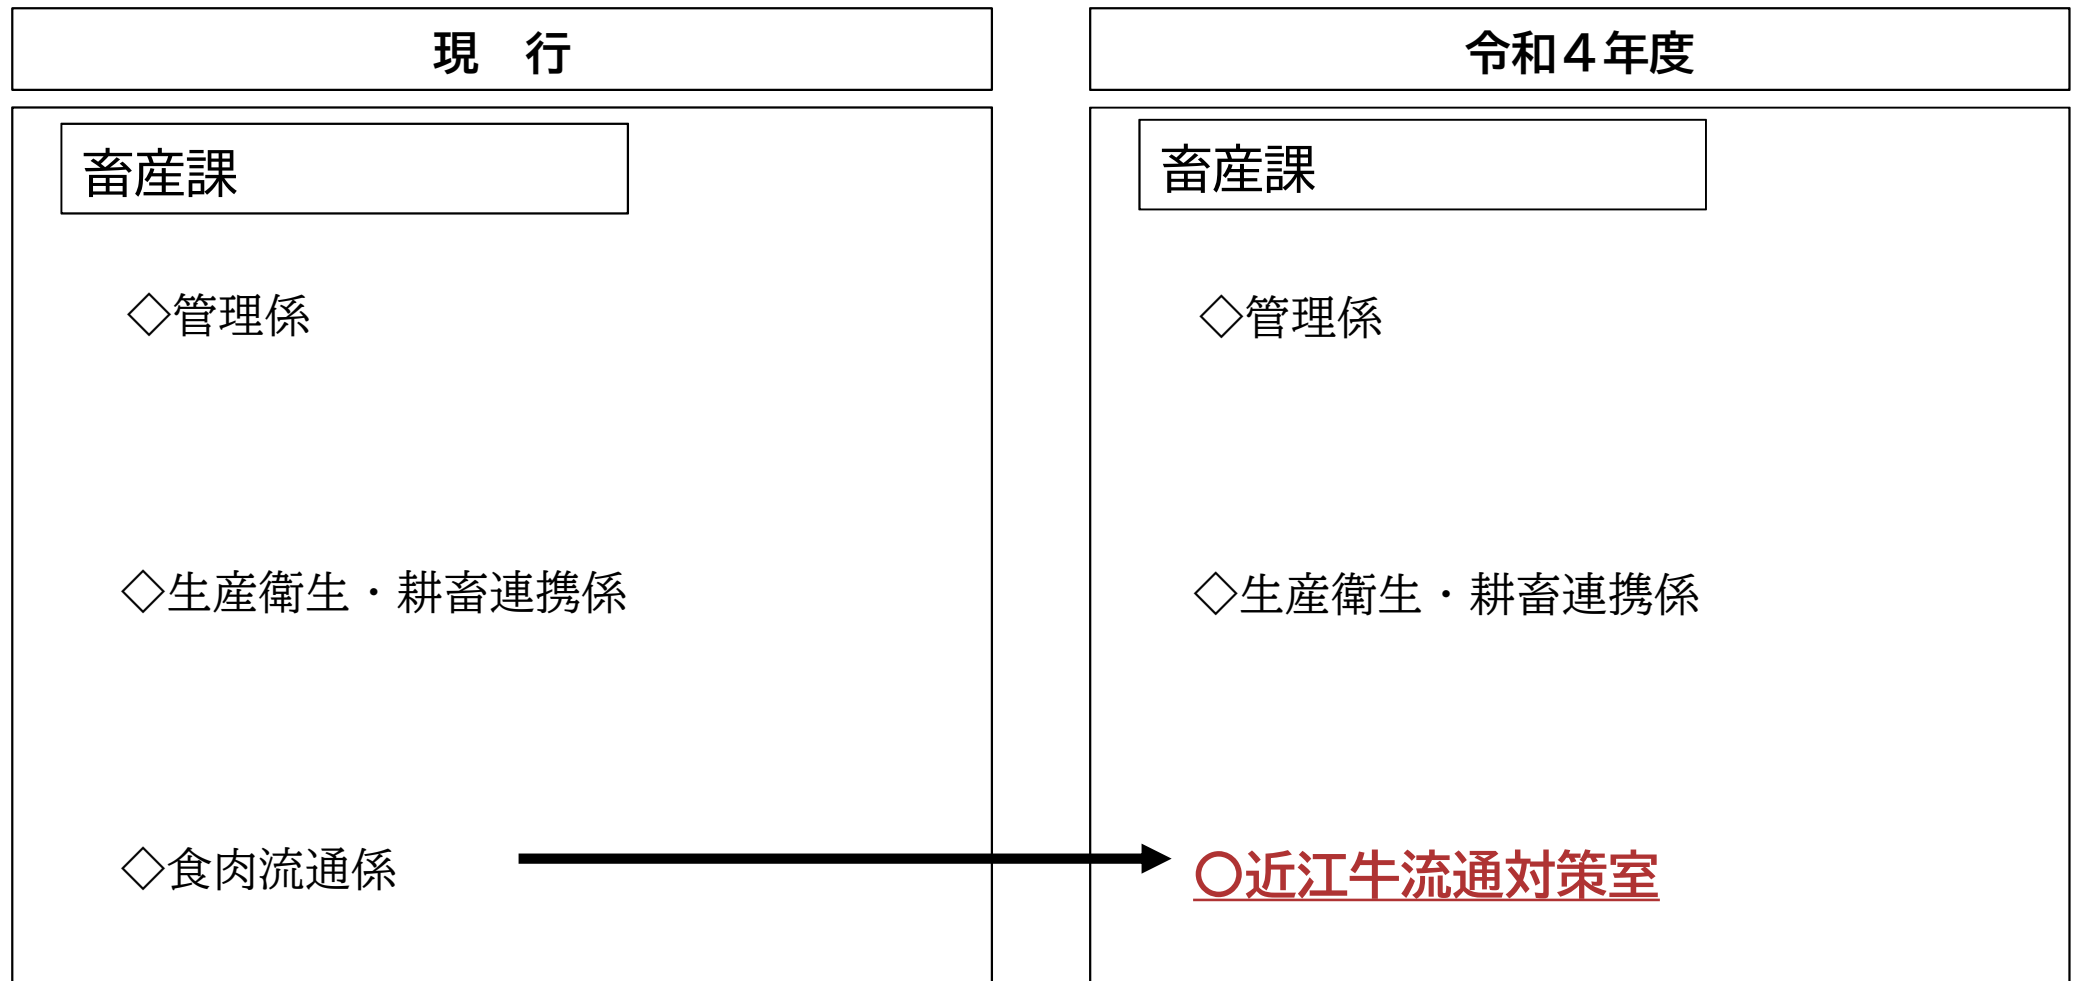 現　行
畜産課
◇管理係
◇生産衛生・耕畜連携係
◇食肉流通係
令和４年度
畜産課
◇管理係
◇生産衛生・耕畜連携係
〇近江牛流通対策室